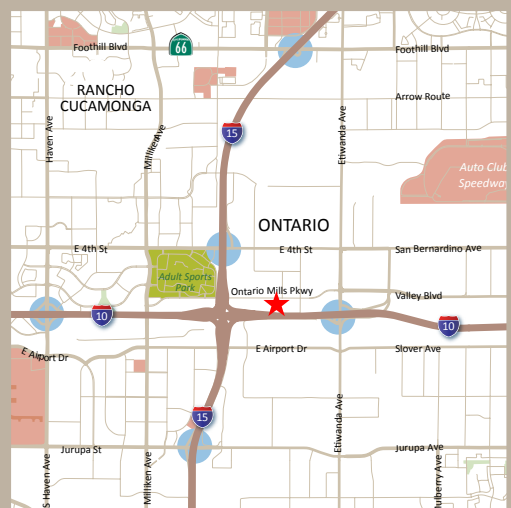 Foothill Blvd
66
Foothill Blvd
RANCHO
CUCAMONGA
Arrow Route
Haven Ave
Milliken Ave
15
Etiwanda Ave
Auto Club
Speedway
ONTARIO
E 4th St
E 4th St
San Bernardino Ave
Adult Sports
Park
Ontario Mills Pkwy
Valley Blvd
10
10
E Airport Dr
E Airport Dr
Slover Ave
15
Etiwanda Ave
Jurupa St
Jurupa Ave
S Haven Ave
Milliken Ave
ulberry Ave